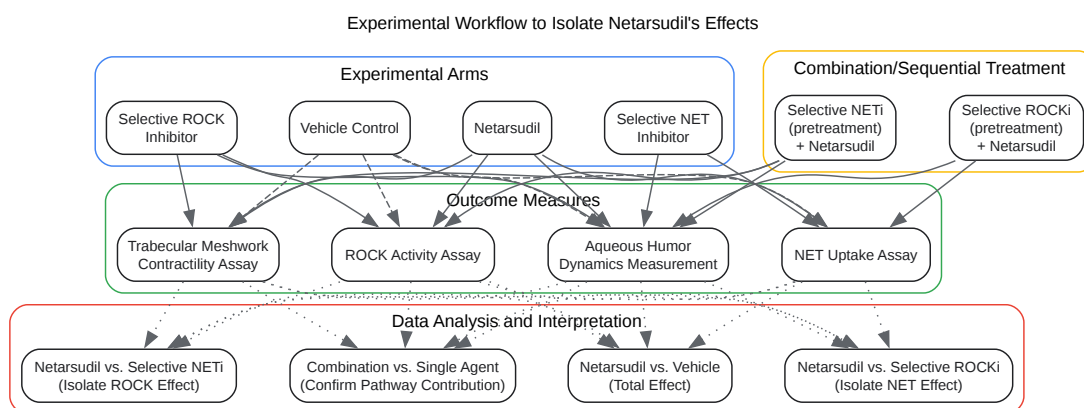 Experimental Workflow to Isolate Netarsudil's Effects
Experimental Arms
Combination/Sequential Treatment
Selective ROCK
Inhibitor
Vehicle Control
Netarsudil
Selective NET
Inhibitor
Selective NETi
(pretreatment)
+ Netarsudil
Selective ROCKi
(pretreatment)
+ Netarsudil
Outcome Measures
Trabecular Meshwork
Contractility Assay
ROCK Activity Assay
Aqueous Humor
Dynamics Measurement
NET Uptake Assay
Data Analysis and Interpretation
Netarsudil vs. Selective NETi
(Isolate ROCK Effect)
Combination vs. Single Agent
(Confirm Pathway Contribution)
Netarsudil vs. Vehicle
(Total Effect)
Netarsudil vs. Selective ROCKi
(Isolate NET Effect)